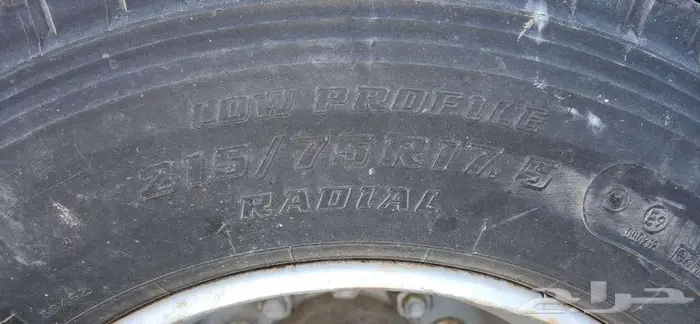 LOW PROFILE
215/75R17.5
RADIAL
حراج